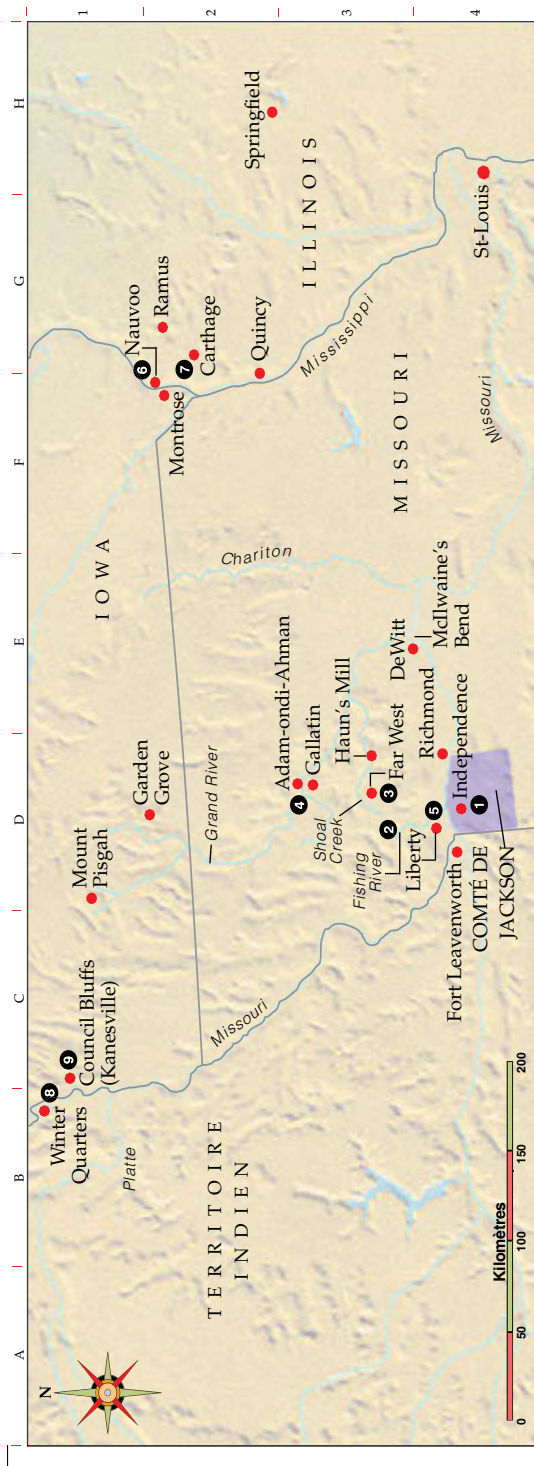 A
B
C
D
E
F
G
H
1
2
3
4
N
8
Winter
Quarters
9
Council Bluffs
(Kanesville)
Mount
Pisgah
Garden
Grove
IOWA
6
Nauvoo
Ramus
Montrose
7
Carthage
Platte
TERRITOIRE
INDIEN
Missouri
Grand River
Chariton
Quincy
Springfield
ILLINOIS
Mississippi
Adam-ondi-Ahman
4
Gallatin
Shoal
Creek
Haun's Mill
3
Far West
2
Fishing
River
MISSOURI
Liberty
5
Richmond
DeWitt
McIlwaine's
Bend
Independence
1
Fort Leavenworth
COMTÉ DE
JACKSON
Missouri
St-Louis
Kilomètres
0
50
100
150
200